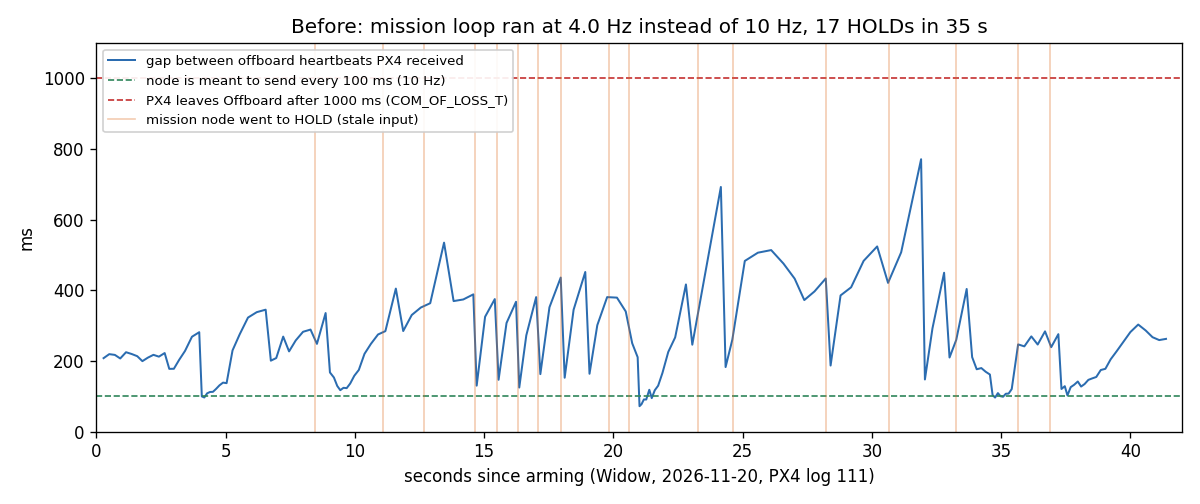 Before: mission loop ran at 4.0 Hz instead of 10 Hz, 17 HOLDs in 35 s
gap between offboard heartbeats PX4 received
node is meant to send every 100 ms (10 Hz)
PX4 leaves Offboard after 1000 ms (COM_OF_LOSS_T)
mission node went to HOLD (stale input)
1000
800
600
400
200
0
ms
0 5 10 15 20 25 30 35 40
seconds since arming (Widow, 2026-11-20, PX4 log 111)